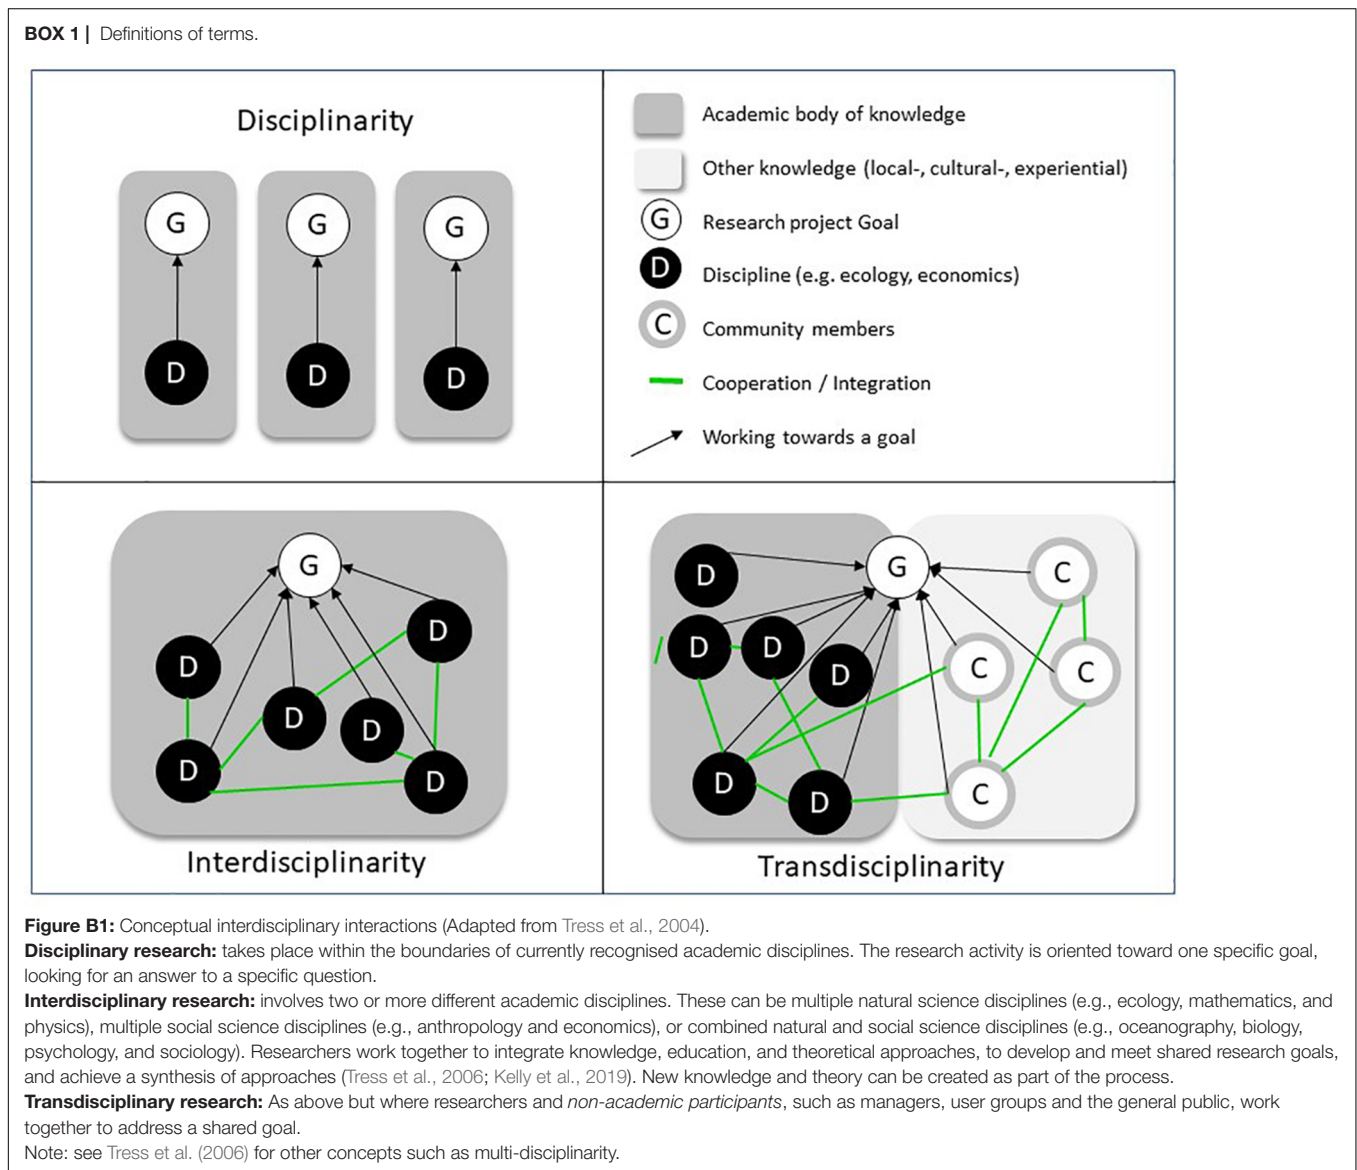 BOX 1 | Definitions of terms.
Disciplinarity
G
G
G
D
D
D
Academic body of knowledge
Other knowledge (local-, cultural-, experiential)
G
Research project Goal
D
Discipline (e.g. ecology, economics)
C
Community members
Cooperation / Integration
Working towards a goal
G
D
D
D
D
D
D
Interdisciplinarity
G
D
D
D
D
D
D
C
C
C
C
Transdisciplinarity
Figure B1: Conceptual interdisciplinary interactions (Adapted from Tress et al., 2004).
Disciplinary research: takes place within the boundaries of currently recognised academic disciplines. The research activity is oriented toward one specific goal,
looking for an answer to a specific question.
Interdisciplinary research: involves two or more different academic disciplines. These can be multiple natural science disciplines (e.g., ecology, mathematics, and
physics), multiple social science disciplines (e.g., anthropology and economics), or combined natural and social science disciplines (e.g., oceanography, biology,
psychology, and sociology). Researchers work together to integrate knowledge, education, and theoretical approaches, to develop and meet shared research goals,
and achieve a synthesis of approaches (Tress et al., 2006; Kelly et al., 2019). New knowledge and theory can be created as part of the process.
Transdisciplinary research: As above but where researchers and non-academic participants, such as managers, user groups and the general public, work
together to address a shared goal.
Note: see Tress et al. (2006) for other concepts such as multi-disciplinarity.